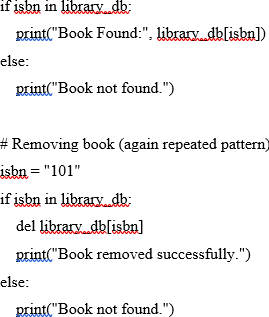 if isbn in library_db:
print("Book Found:", library_db[isbn])
else:
print("Book not found.")
# Removing book (again repeated pattern)
isbn = "101"
if isbn in library_db:
del library_db[isbn]
print("Book removed successfully.")
else:
print("Book not found.")